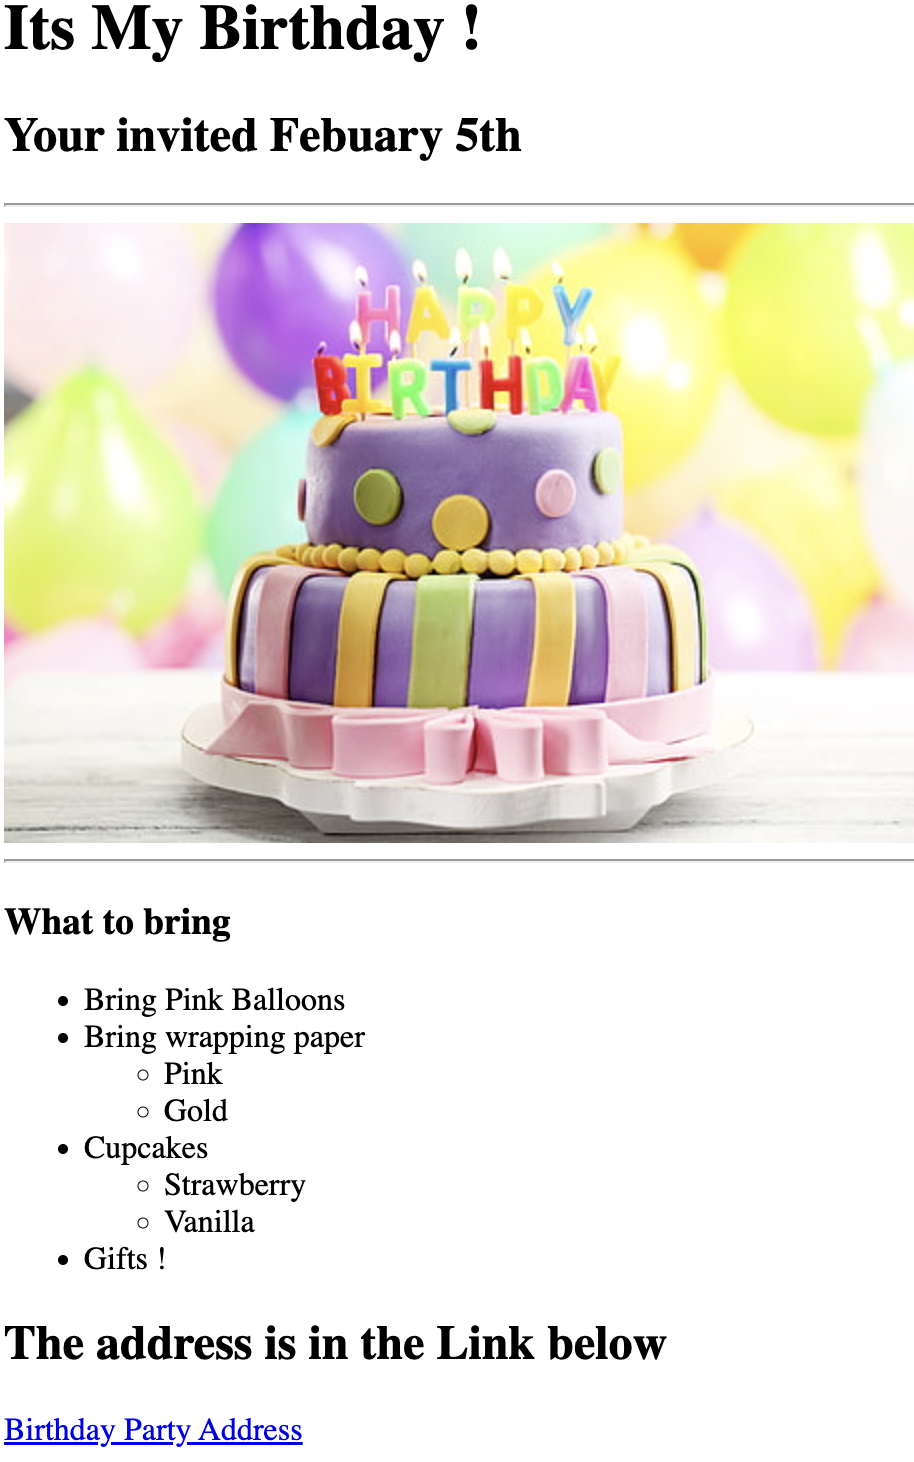 Its My Birthday !
Your invited Febuary 5th
HAPPY
BIRTHDAY
What to bring
Bring Pink Balloons
Bring wrapping paper
Pink
Gold
Cupcakes
Strawberry
Vanilla
Gifts !
The address is in the Link below
Birthday Party Address